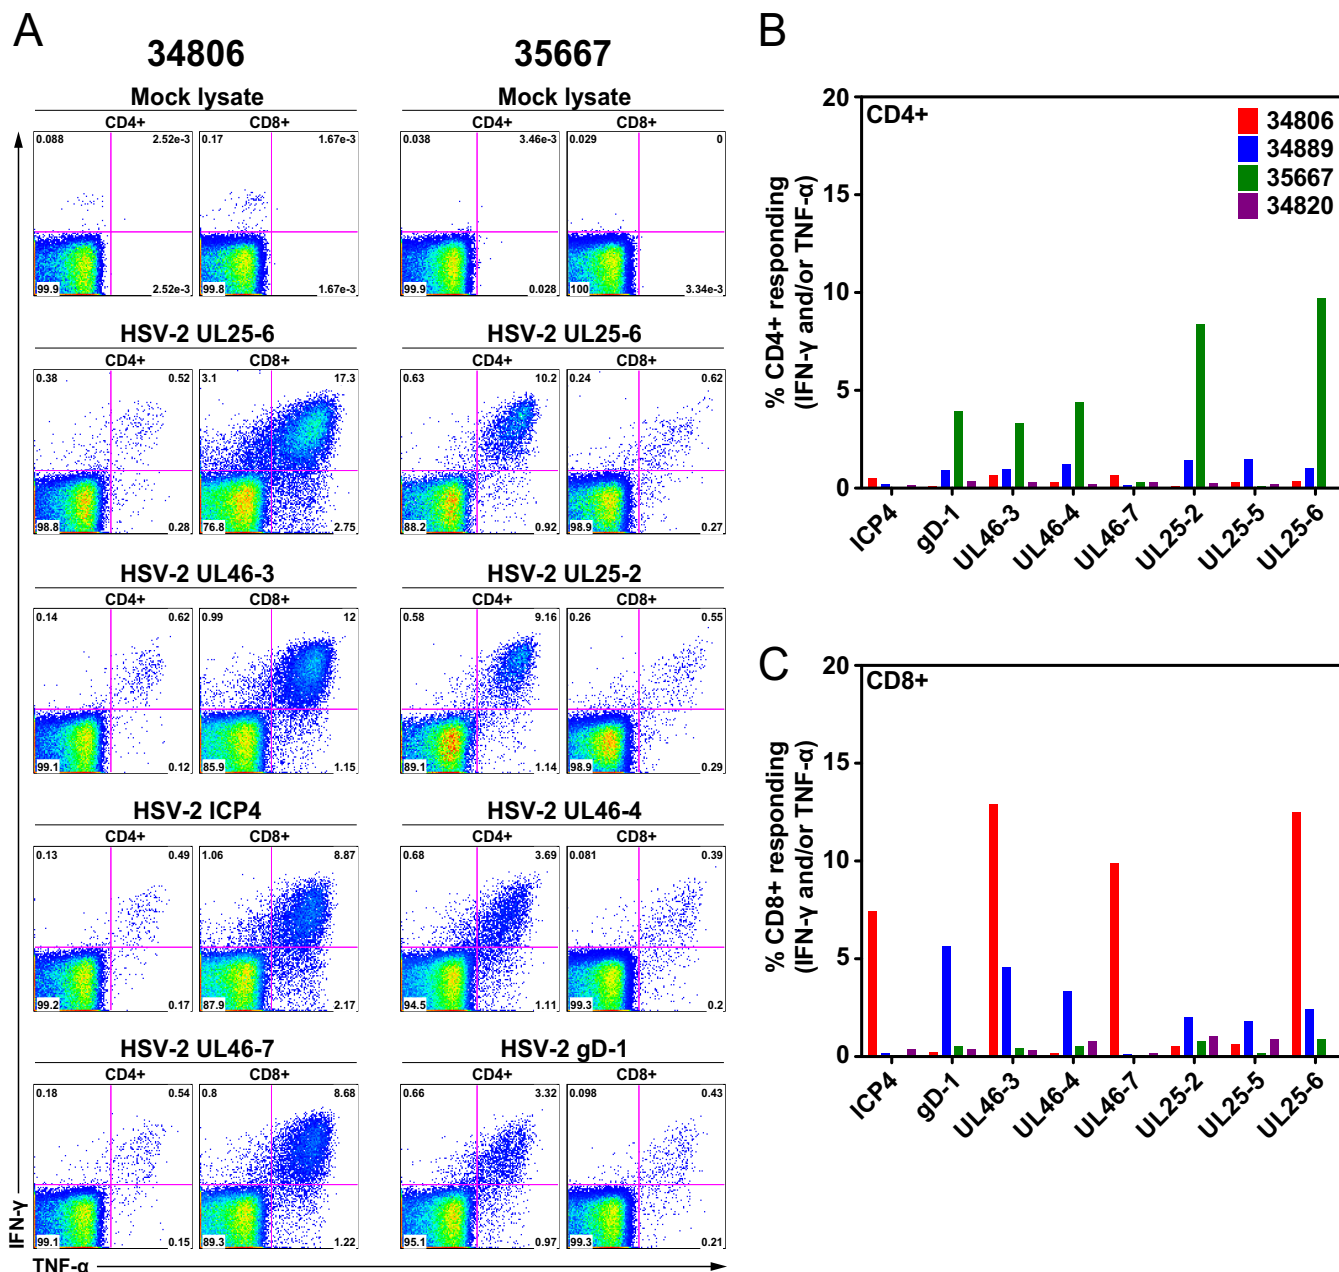 A
34806
35667
Mock lysate
Mock lysate
CD4+ CD8+ CD4+ CD8+
0.088 2.52e-3 0.17 1.67e-3 0.038 3.46e-3 0.029 0
99.9 2.52e-3 99.8 1.67e-3 99.9 0.028 100 3.34e-3
HSV-2 UL25-6
HSV-2 UL25-6
CD4+ CD8+ CD4+ CD8+
0.38 0.52 3.1 17.3 0.63 10.2 0.24 0.62
98.8 0.28 76.8 2.75 88.2 0.92 98.9 0.27
HSV-2 UL46-3
HSV-2 UL25-2
CD4+ CD8+ CD4+ CD8+
0.14 0.62 0.99 12 0.58 9.16 0.26 0.55
99.1 0.12 85.9 1.15 89.1 1.14 98.9 0.29
HSV-2 ICP4
HSV-2 UL46-4
CD4+ CD8+ CD4+ CD8+
0.13 0.49 1.06 8.87 0.68 3.69 0.081 0.39
99.2 0.17 87.9 2.17 94.5 1.11 99.3 0.2
HSV-2 UL46-7
HSV-2 gD-1
CD4+ CD8+ CD4+ CD8+
0.18 0.54 0.8 8.68 0.66 3.32 0.098 0.43
99.1 0.15 89.3 1.22 95.1 0.97 99.3 0.21
IFN-γ
TNF-α
B
CD4+
34806
34889
35667
34820
% CD4+ responding
(IFN-γ and/or TNF-α)
20
15
10
5
0
ICP4
gD-1
UL46-3
UL46-4
UL46-7
UL25-2
UL25-5
UL25-6
C
CD8+
% CD8+ responding
(IFN-γ and/or TNF-α)
20
15
10
5
0
ICP4
gD-1
UL46-3
UL46-4
UL46-7
UL25-2
UL25-5
UL25-6